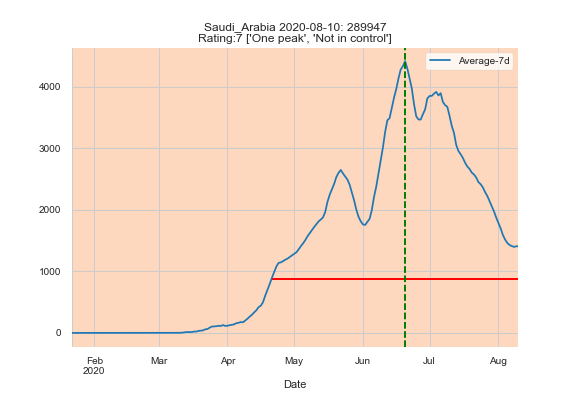 Saudi_Arabia 2020-08-10: 289947
Rating:7 ['One peak', 'Not in control']
Average-7d
4000
3000
2000
1000
0
Feb Mar Apr May Jun Jul Aug
2020
Date